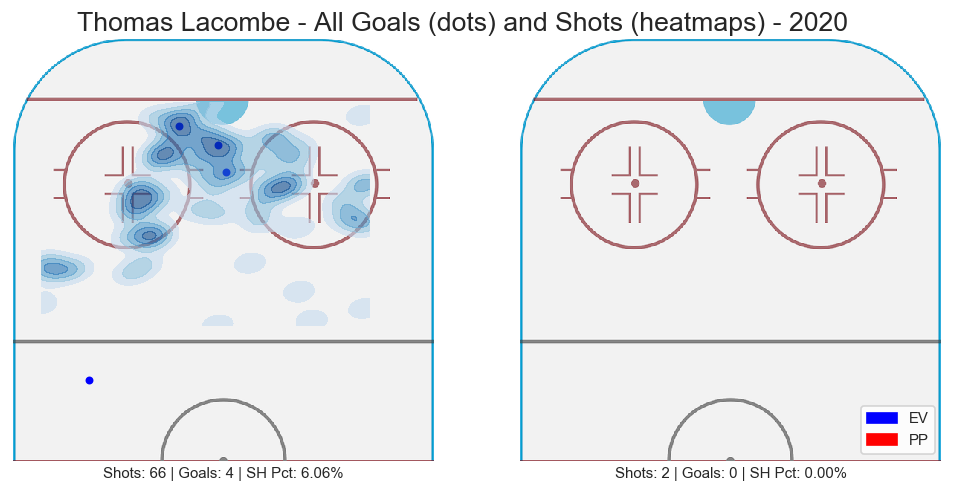 Thomas Lacombe - All Goals (dots) and Shots (heatmaps) - 2020
EV
PP
Shots: 66 | Goals: 4 | SH Pct: 6.06%
Shots: 2 | Goals: 0 | SH Pct: 0.00%